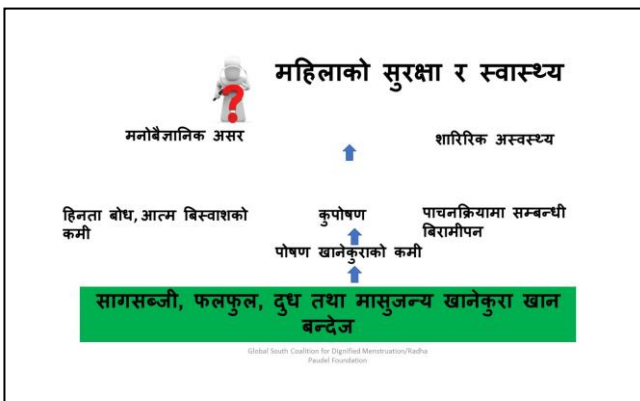 महिलाको सुरक्षा र स्वास्थ्य
?
मनोबैज्ञानिक असर
शारिरिक अस्वस्थ्य
हिनता बोध, आत्म बिस्वाशको
कमी
कुपोषण
पाचनक्रियामा सम्बन्धी
बिरामीपन
पोषण खानेकुराको कमी
सागसब्जी, फलफुल, दुध तथा मासुजन्य खानेकुरा खान
बन्देज
Global South Coalition for Dignified Menstruation/Radha
Paudel Foundation